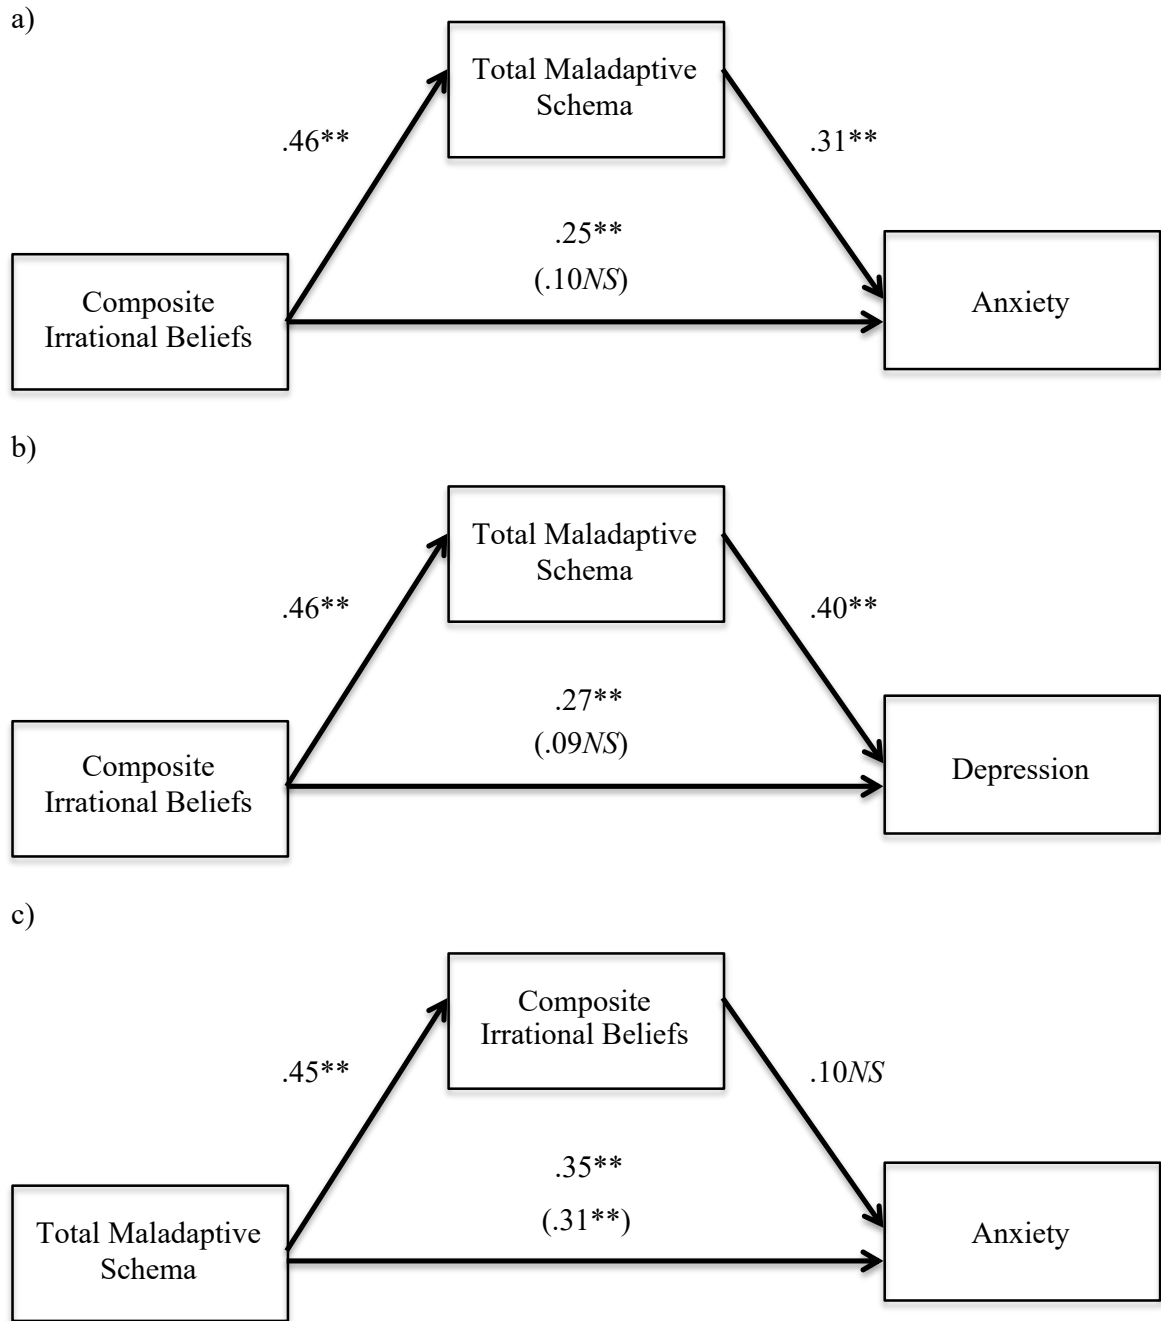 a)
Total Maladaptive
Schema
.46**
.31**
.25**
(.10NS)
Composite
Irrational Beliefs
Anxiety
b)
Total Maladaptive
Schema
.46**
.40**
.27**
(.09NS)
Composite
Irrational Beliefs
Depression
c)
Composite
Irrational Beliefs
.45**
.10NS
.35**
(.31**)
Total Maladaptive
Schema
Anxiety